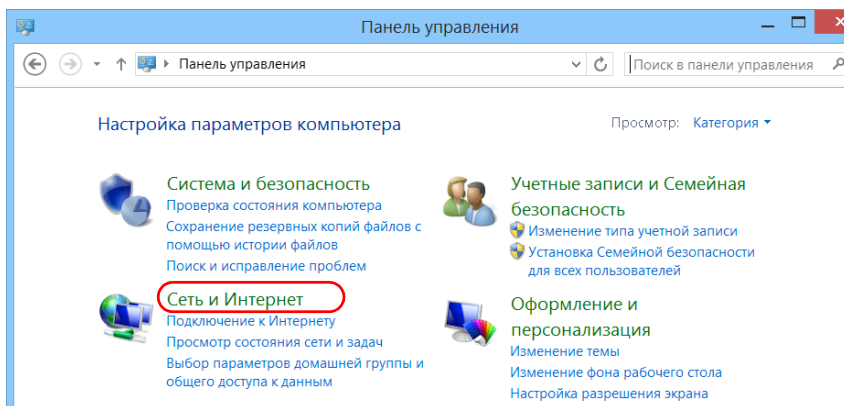 Панель управления
Панель управления
Поиск в панели управления
Настройка параметров компьютера
Просмотр: Категория
Система и безопасность
Проверка состояния компьютера
Сохранение резервных копий файлов с
помощью истории файлов
Поиск и исправление проблем
Сеть и Интернет
Подключение к Интернету
Просмотр состояния сети и задач
Выбор параметров домашней группы и
общего доступа к данным
Учетные записи и Семейная
безопасность
Изменение типа учетной записи
Установка Семейной безопасности
для всех пользователей
Оформление и
персонализация
Изменение темы
Изменение фона рабочего стола
Настройка разрешения экрана